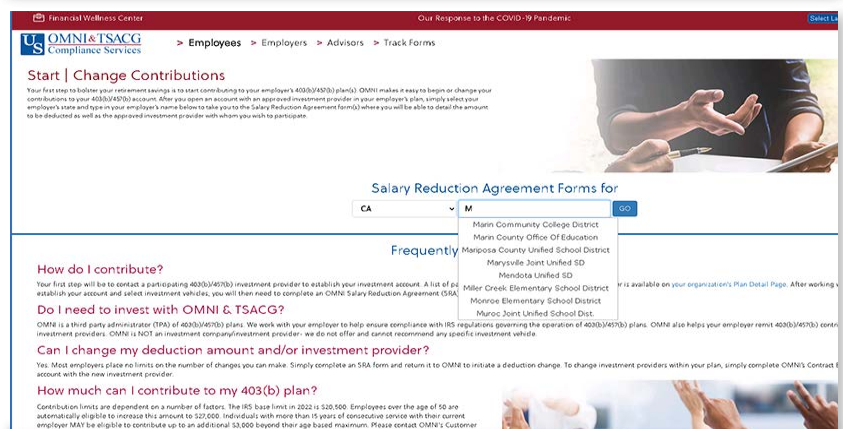 Financial Wellness Center
Our Response to the COVID-19 Pandemic
Select La
US OMNI & TSACG
Compliance Services
> Employees > Employers > Advisors > Track Forms
Start | Change Contributions
Your first step to bolster your retirement savings is to start contributing to your employer's 403(b)/457(b) plan(s). OMNI makes it easy to begin or change your
contributions to your 403(b)/457(b) account. After you open an account with an approved investment provider in your employer's plan, simply select your
employer's state and type in your employer's name below to take you to the Salary Reduction Agreement form(s) where you will be able to detail the amount
to be deducted as well as the approved investment provider with whom you wish to participate.
Salary Reduction Agreement Forms for
CA M GO
Marin Community College District
Marin County Office Of Education
Mariposa County Unified School District
Marysville Joint Unified SD
Mendota Unified SD
Miller Creek Elementary School District
Monroe Elementary School District
Muroc Joint Unified School Dist.
Frequently
How do I contribute?
Your first step will be to contact a participating 403(b)/457(b) investment provider to establish your investment account. A list of pa r is available on your organization's Plan Detail Page. After working
establish your account and select investment vehicles, you will then need to complete an OMNI Salary Reduction Agreement (SRA)
Do I need to invest with OMNI & TSACG?
OMNI is a third party administrator (TPA) of 403(b)/457(b) plans. We work with your employer to help ensure compliance with IRS regulations governing the operation of 403(b)/457(b) plans. OMNI also helps your employer remit 403(b)/457(b) contr
investment providers. OMNI is NOT an investment company/investment provider- we do not offer and cannot recommend any specific investment vehicle.
Can I change my deduction amount and/or investment provider?
Yes. Most employers place no limits on the number of changes you can make. Simply complete an SRA form and return it to OMNI to initiate a deduction change. To change investment providers within your plan, simply complete OMNI's Contract E
account with the new investment provider.
How much can I contribute to my 403(b) plan?
Contribution limits are dependent on a number of factors. The IRS base limit in 2022 is $20,500: Employees over the age of 50 are
automatically eligible to increase this amount to $27,000. Individuals with more than 15 years of consecutive service with their current
employer MAY be eligible to contribute up to an additional $3,000 beyond their age based maximum. Please contact OMNI's Customer